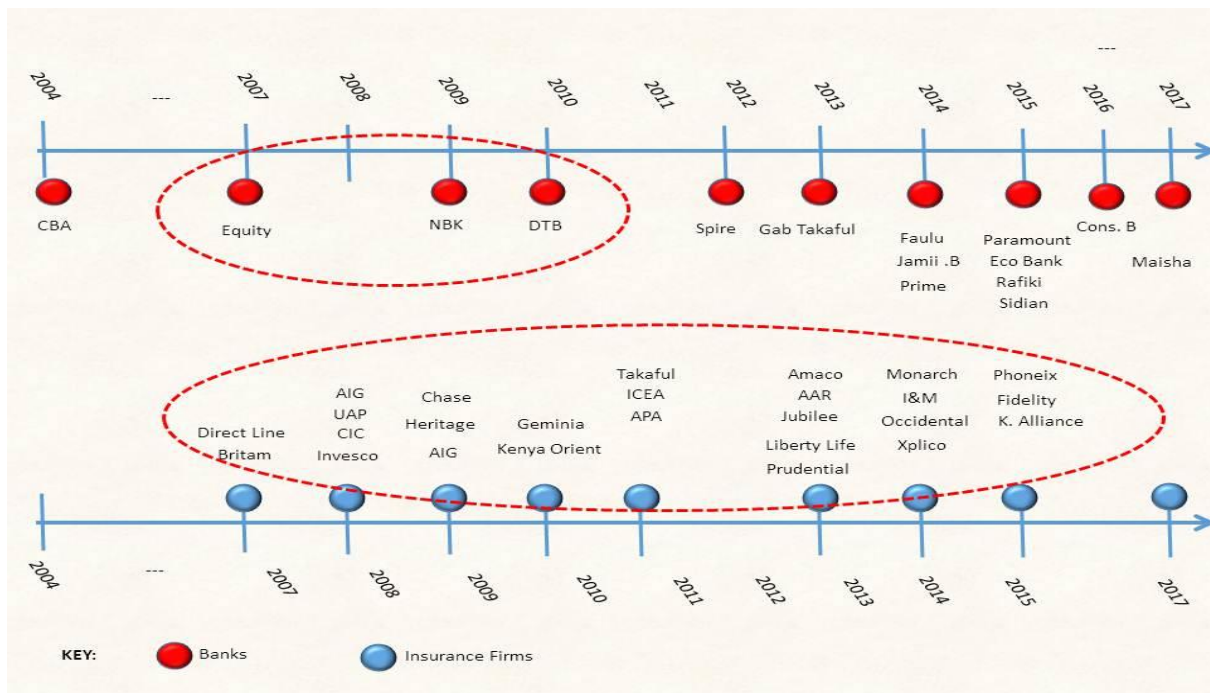 ---
2004 --- 2007 2008 2009 2010 2011 2012 2013 2014 2015 2016 2017
CBA Equity NBK DTB Spire Gab Takaful Cons. B
Faulu Paramount
Jamii .B Eco Bank Maisha
Prime Rafiki
Sidian
Takaful Amaco Monarch Phoneix
AIG Chase ICEA AAR I&M Fidelity
UAP APA Jubilee Occidental K. Alliance
Direct Line CIC Heritage Geminia Liberty Life Xplico
Britam Invesco AIG Kenya Orient Prudential
2004 --- 2007 2008 2009 2010 2011 2012 2013 2014 2015 2017
KEY: Banks Insurance Firms